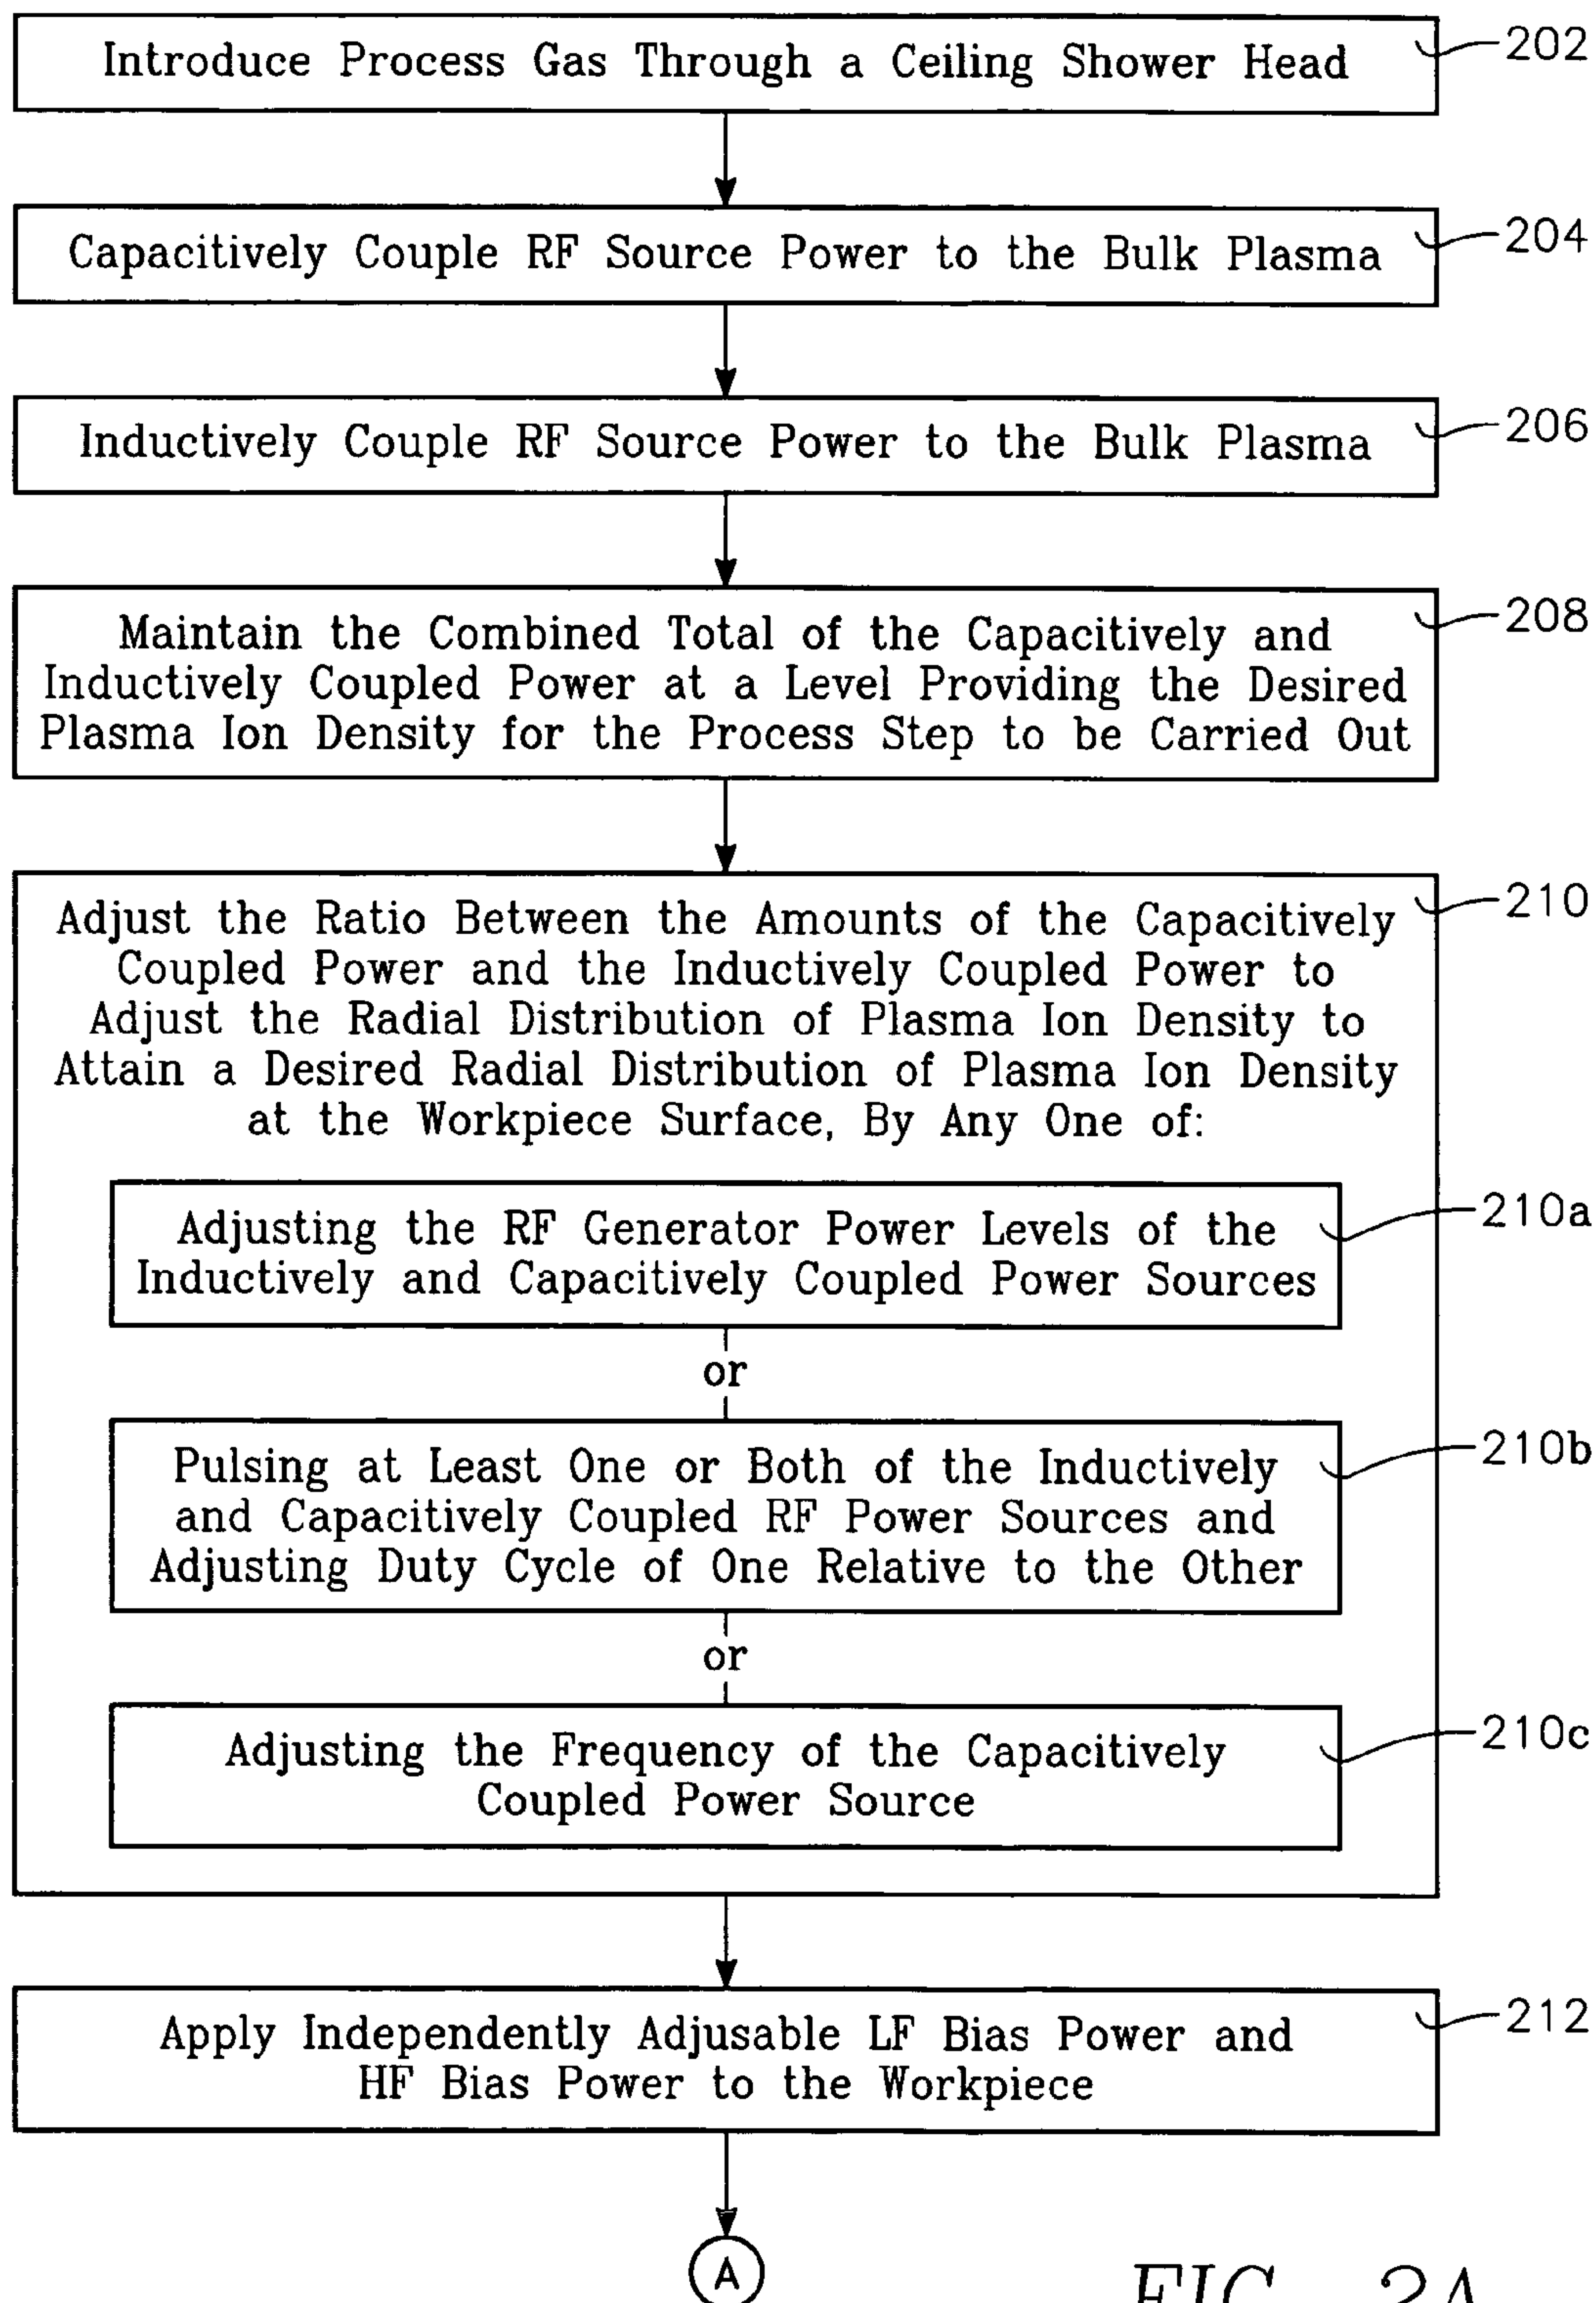 Introduce Process Gas Through a Ceiling Shower Head
202
Capacitively Couple RF Source Power to the Bulk Plasma
204
Inductively Couple RF Source Power to the Bulk Plasma
206
Maintain the Combined Total of the Capacitively and
Inductively Coupled Power at a Level Providing the Desired
Plasma Ion Density for the Process Step to be Carried Out
208
Adjust the Ratio Between the Amounts of the Capacitively
Coupled Power and the Inductively Coupled Power to
Adjust the Radial Distribution of Plasma Ion Density to
Attain a Desired Radial Distribution of Plasma Ion Density
at the Workpiece Surface, By Any One of:
210
Adjusting the RF Generator Power Levels of the
Inductively and Capacitively Coupled Power Sources
210a
or
Pulsing at Least One or Both of the Inductively
and Capacitively Coupled RF Power Sources and
Adjusting Duty Cycle of One Relative to the Other
210b
or
Adjusting the Frequency of the Capacitively
Coupled Power Source
210c
Apply Independently Adjusable LF Bias Power and
HF Bias Power to the Workpiece
212
A
FIG. 2A